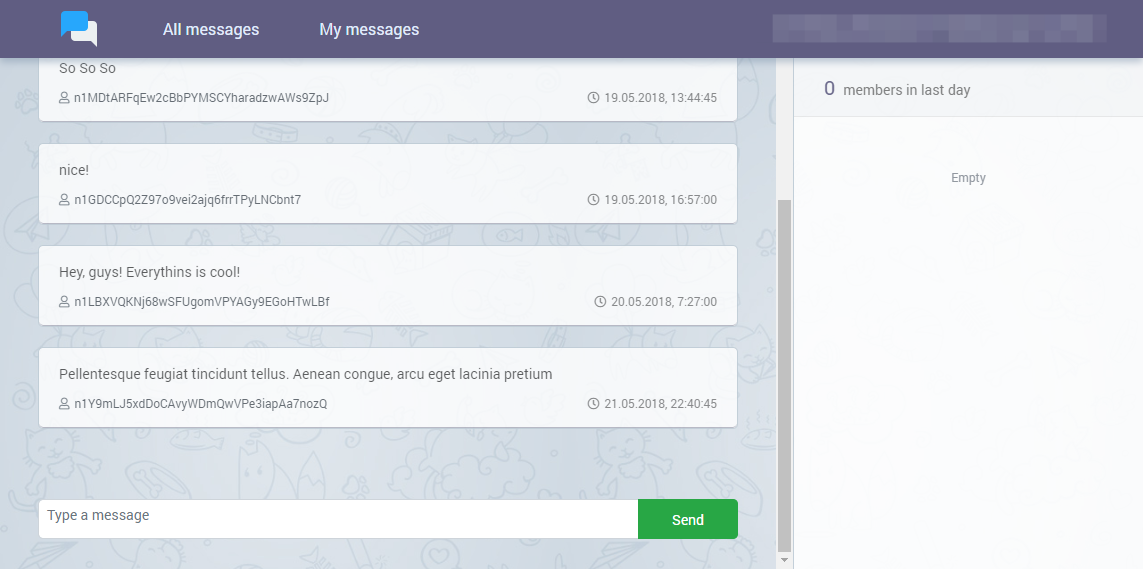 All messages My messages
So So So
n1MDtARFqEw2cBbPYMSCYharadzwAWs9ZpJ 19.05.2018, 13:44:45
nice!
n1GDCCpQ2Z97o9vei2ajq6frrTPyLNCbnt7 19.05.2018, 16:57:00
Hey, guys! Everythins is cool!
n1LBXVQKNj68wSFUgomVPYAGy9EGoHTwLBf 20.05.2018, 7:27:00
Pellentesque feugiat tincidunt tellus. Aenean congue, arcu eget lacinia pretium
n1Y9mLJ5xdDoCAvyWDmQwVPe3iapAa7nozQ 21.05.2018, 22:40:45
Type a message Send
0 members in last day
Empty